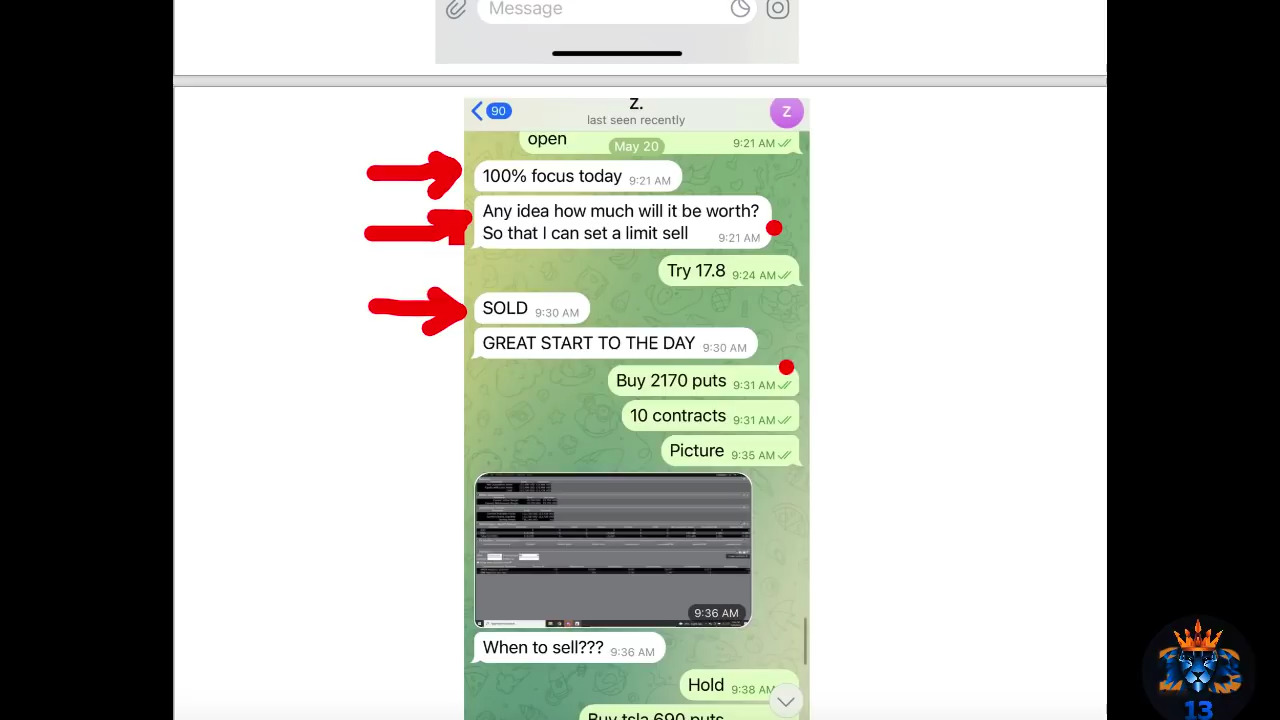 Message
90
Z.
last seen recently
Z
open
9:21 AM
May 20
100% focus today 9:21 AM
Any idea how much will it be worth?
So that I can set a limit sell 9:21 AM
Try 17.8 9:24 AM
SOLD 9:30 AM
GREAT START TO THE DAY 9:30 AM
Buy 2170 puts 9:31 AM
10 contracts 9:31 AM
Picture 9:35 AM
9:36 AM
When to sell??? 9:36 AM
Hold 9:38 AM
Buy tsla 690 puts
13